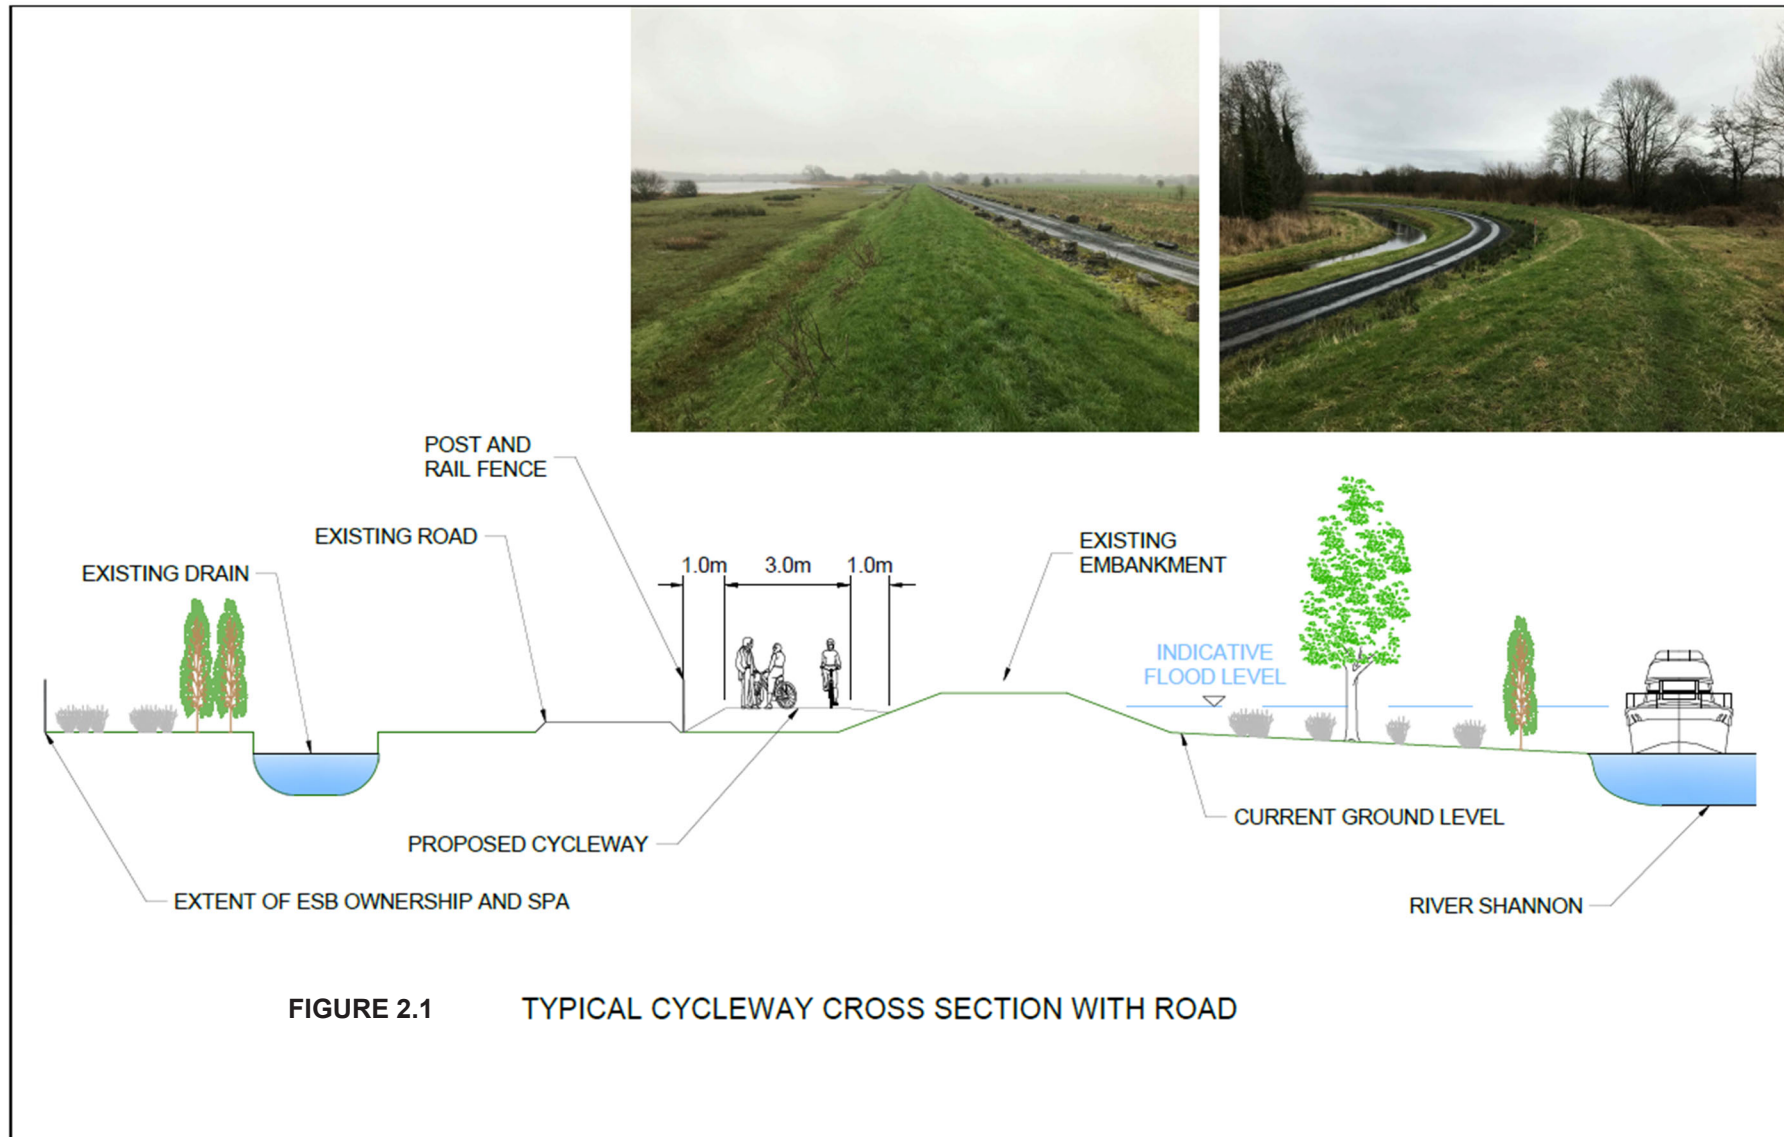 POST AND
RAIL FENCE
EXISTING ROAD
EXISTING DRAIN
1.0m 3.0m 1.0m
EXISTING
EMBANKMENT
INDICATIVE
FLOOD LEVEL
PROPOSED CYCLEWAY
CURRENT GROUND LEVEL
EXTENT OF ESB OWNERSHIP AND SPA
RIVER SHANNON
FIGURE 2.1 TYPICAL CYCLEWAY CROSS SECTION WITH ROAD